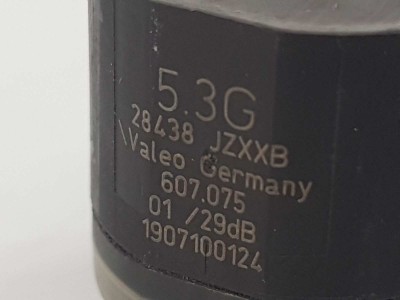 5.3G
28438 JZXXB
\Valeo Germany
607.075
01 /29dB
1907100124